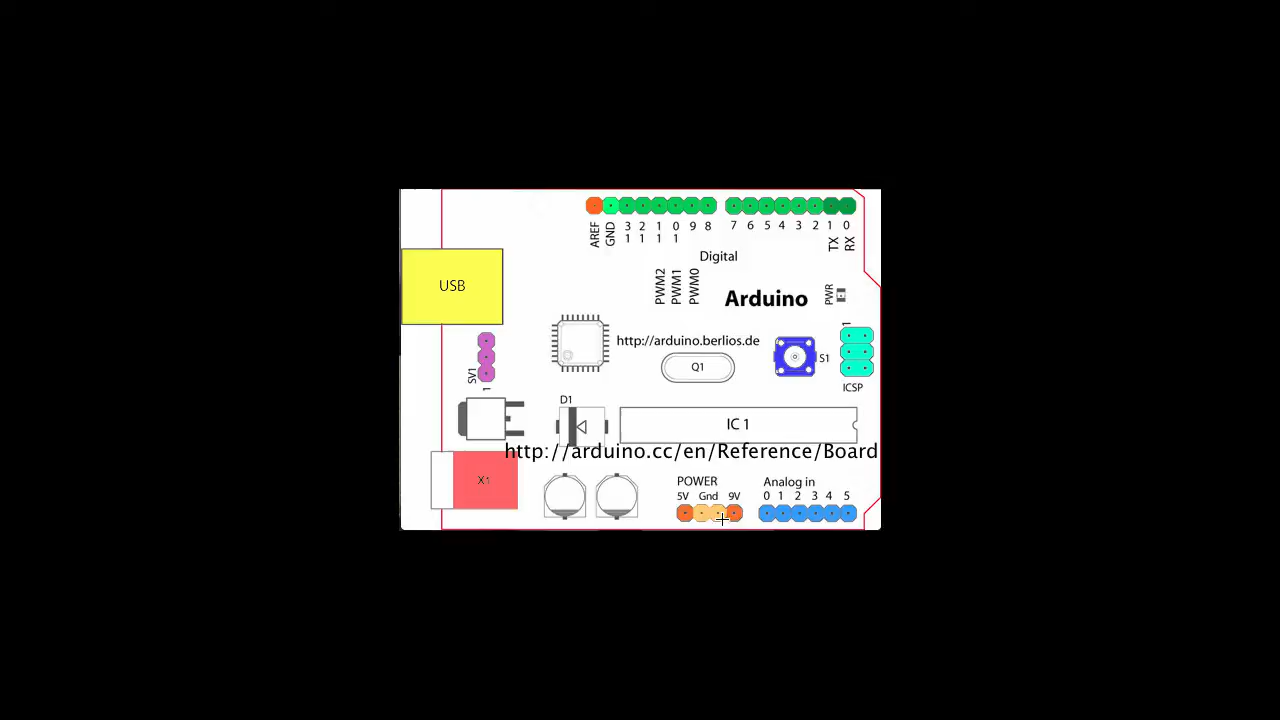 AREF GND 13 12 11 10 9 8 7 6 5 4 3 2 1 0
TX RX
Digital
USB
PWM2 PWM1 PWM0
Arduino
PWR
1
http://arduino.berlios.de
Q1
S1
SV1
1
ICSP
D1
IC 1
http://arduino.cc/en/Reference/Board
X1
POWER
Analog in
5V Gnd 9V
0 1 2 3 4 5